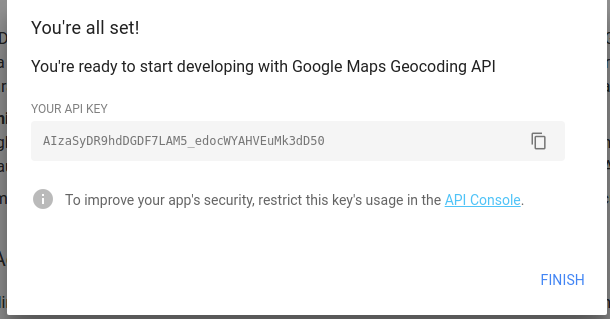 You're all set!
You're ready to start developing with Google Maps Geocoding API
YOUR API KEY
AIzaSyDR9hdDGDF7LAM5_edocWYAHVEuMk3dD50
To improve your app's security, restrict this key's usage in the API Console.
FINISH